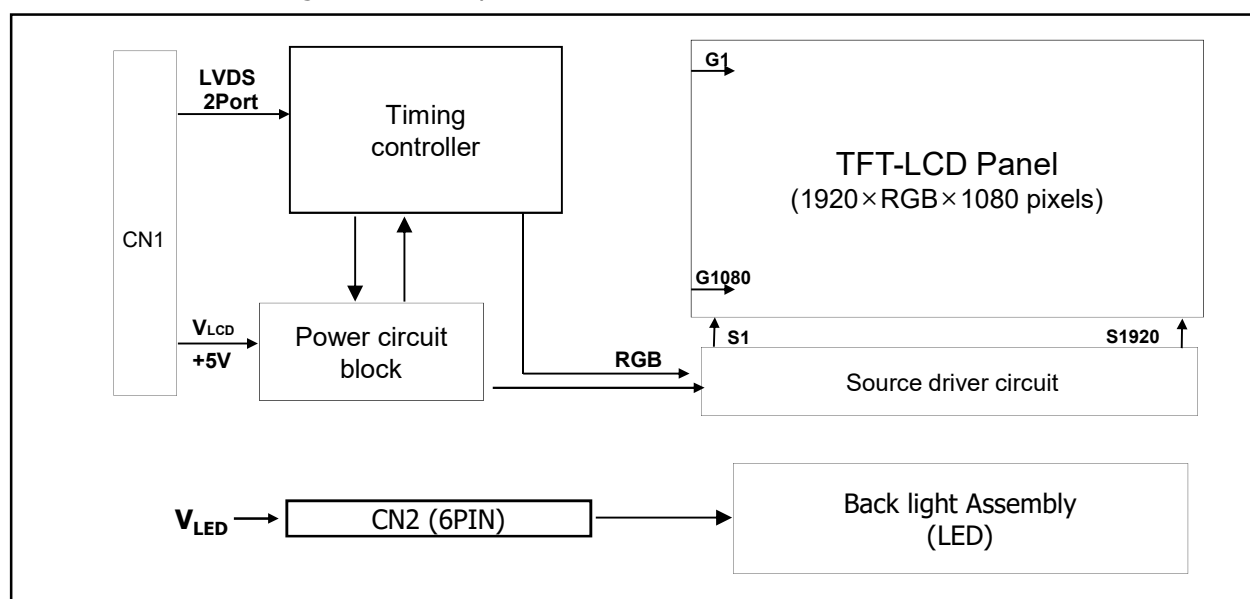 LVDS
2Port
Timing
controller
G1
TFT-LCD Panel
(1920×RGB×1080 pixels)
CN1
G1080
VLCD
+5V
Power circuit
block
RGB
S1
S1920
Source driver circuit
VLED
CN2 (6PIN)
Back light Assembly
(LED)